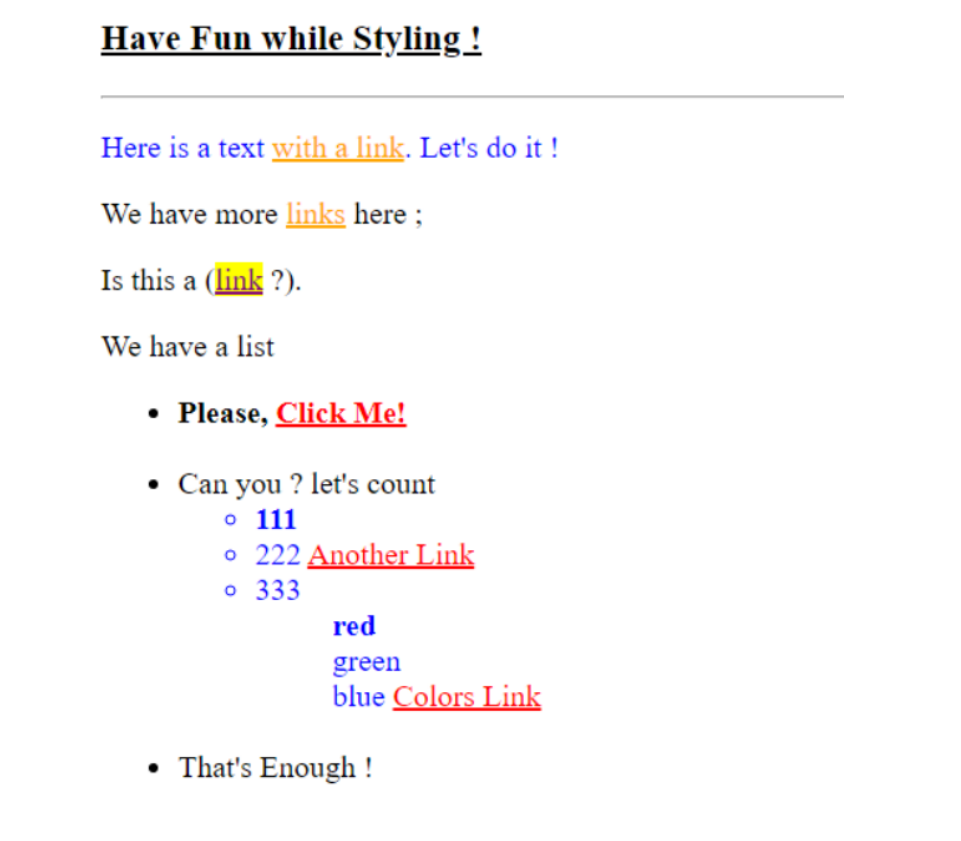 Have Fun while Styling !
Here is a text with a link. Let's do it !
We have more links here ;
Is this a (link ?).
We have a list
Please, Click Me!
Can you ? let's count
111
222 Another Link
333
red
green
blue Colors Link
That's Enough !